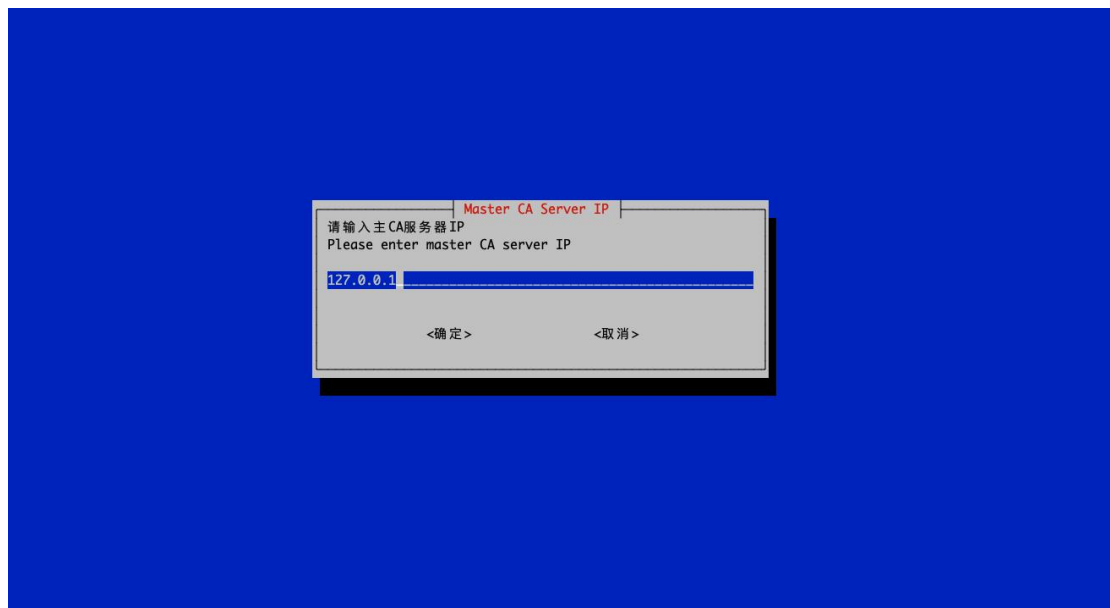 Master CA Server IP
请输入主CA服务器IP
Please enter master CA server IP
127.0.0.1
<确定> <取消>